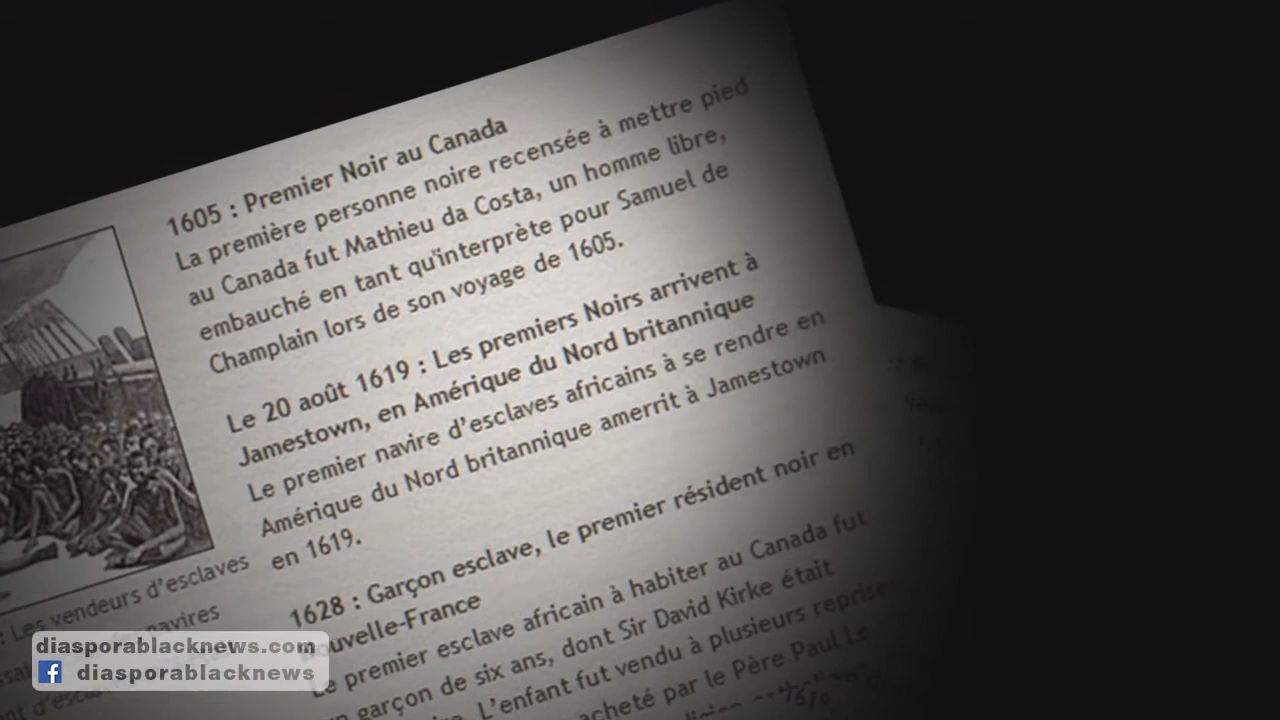 1605 : Premier Noir au Canada
La première personne noire recensée à mettre pied
au Canada fut Mathieu da Costa, un homme libre,
embauché en tant qu'interprète pour Samuel de
Champlain lors de son voyage de 1605.
Le 20 août 1619 : Les premiers Noirs arrivent à
Jamestown, en Amérique du Nord britannique
Le premier navire d'esclaves africains à se rendre en
Amérique du Nord britannique amerrit à Jamestown
en 1619.
1628 : Garçon esclave, le premier résident noir en
Nouvelle-France
Le premier esclave africain à habiter au Canada fut
un garçon de six ans, dont Sir David Kirke était
L'enfant fut vendu à plusieurs reprises
acheté par le Père Paul Le
: Les vendeurs d'esclaves
navires
diasporablacknews.com
diasporablacknews